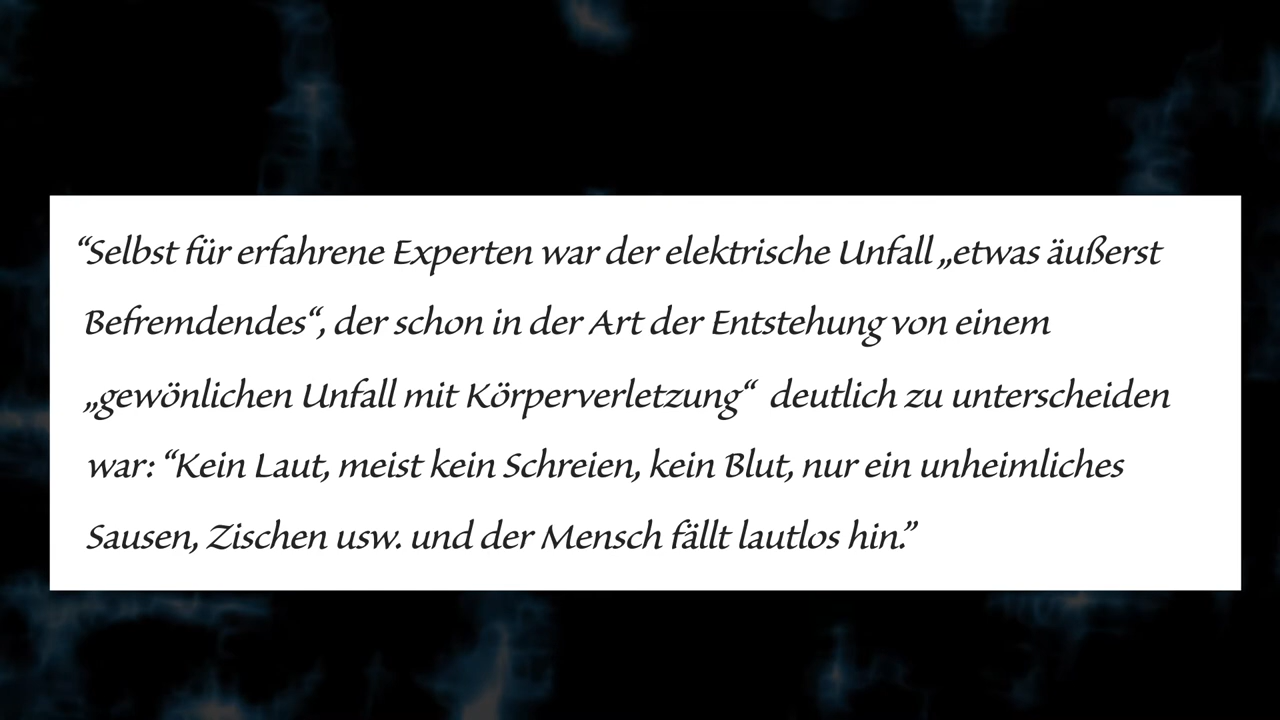 “Selbst für erfahrene Experten war der elektrische Unfall „etwas äußerst
Befremdendes“, der schon in der Art der Entstehung von einem
„gewönlichen Unfall mit Körperverletzung“ deutlich zu unterscheiden
war: “Kein Laut, meist kein Schreien, kein Blut, nur ein unheimliches
Sausen, Zischen usw. und der Mensch fällt lautlos hin.”